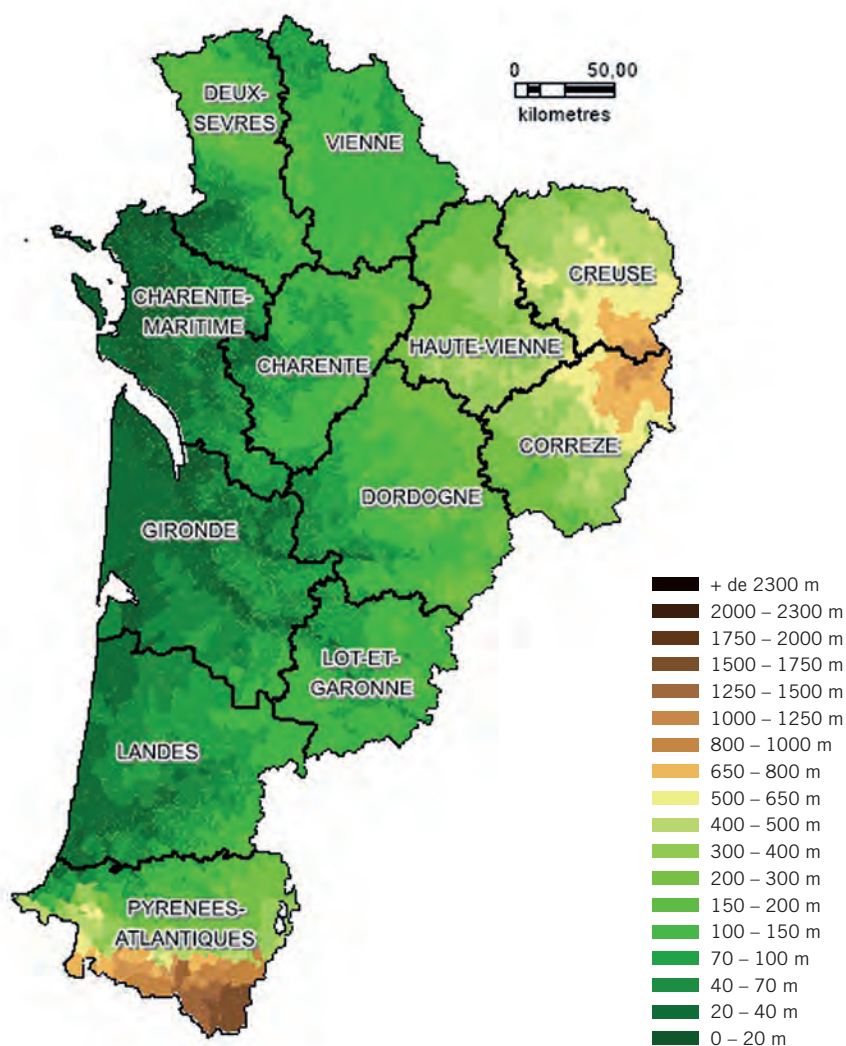 0 50,00
kilometres
DEUX-
SEVRES
VIENNE
CREUSE
CHARENTE-
MARITIME
HAUTE-VIENNE
CHARENTE
CORREZE
DORDOGNE
GIRONDE
LOT-ET-
GARONNE
LANDES
PYRENEES-
ATLANTIQUES
+ de 2300 m
2000 – 2300 m
1750 – 2000 m
1500 – 1750 m
1250 – 1500 m
1000 – 1250 m
800 – 1000 m
650 – 800 m
500 – 650 m
400 – 500 m
300 – 400 m
200 – 300 m
150 – 200 m
100 – 150 m
70 – 100 m
40 – 70 m
20 – 40 m
0 – 20 m